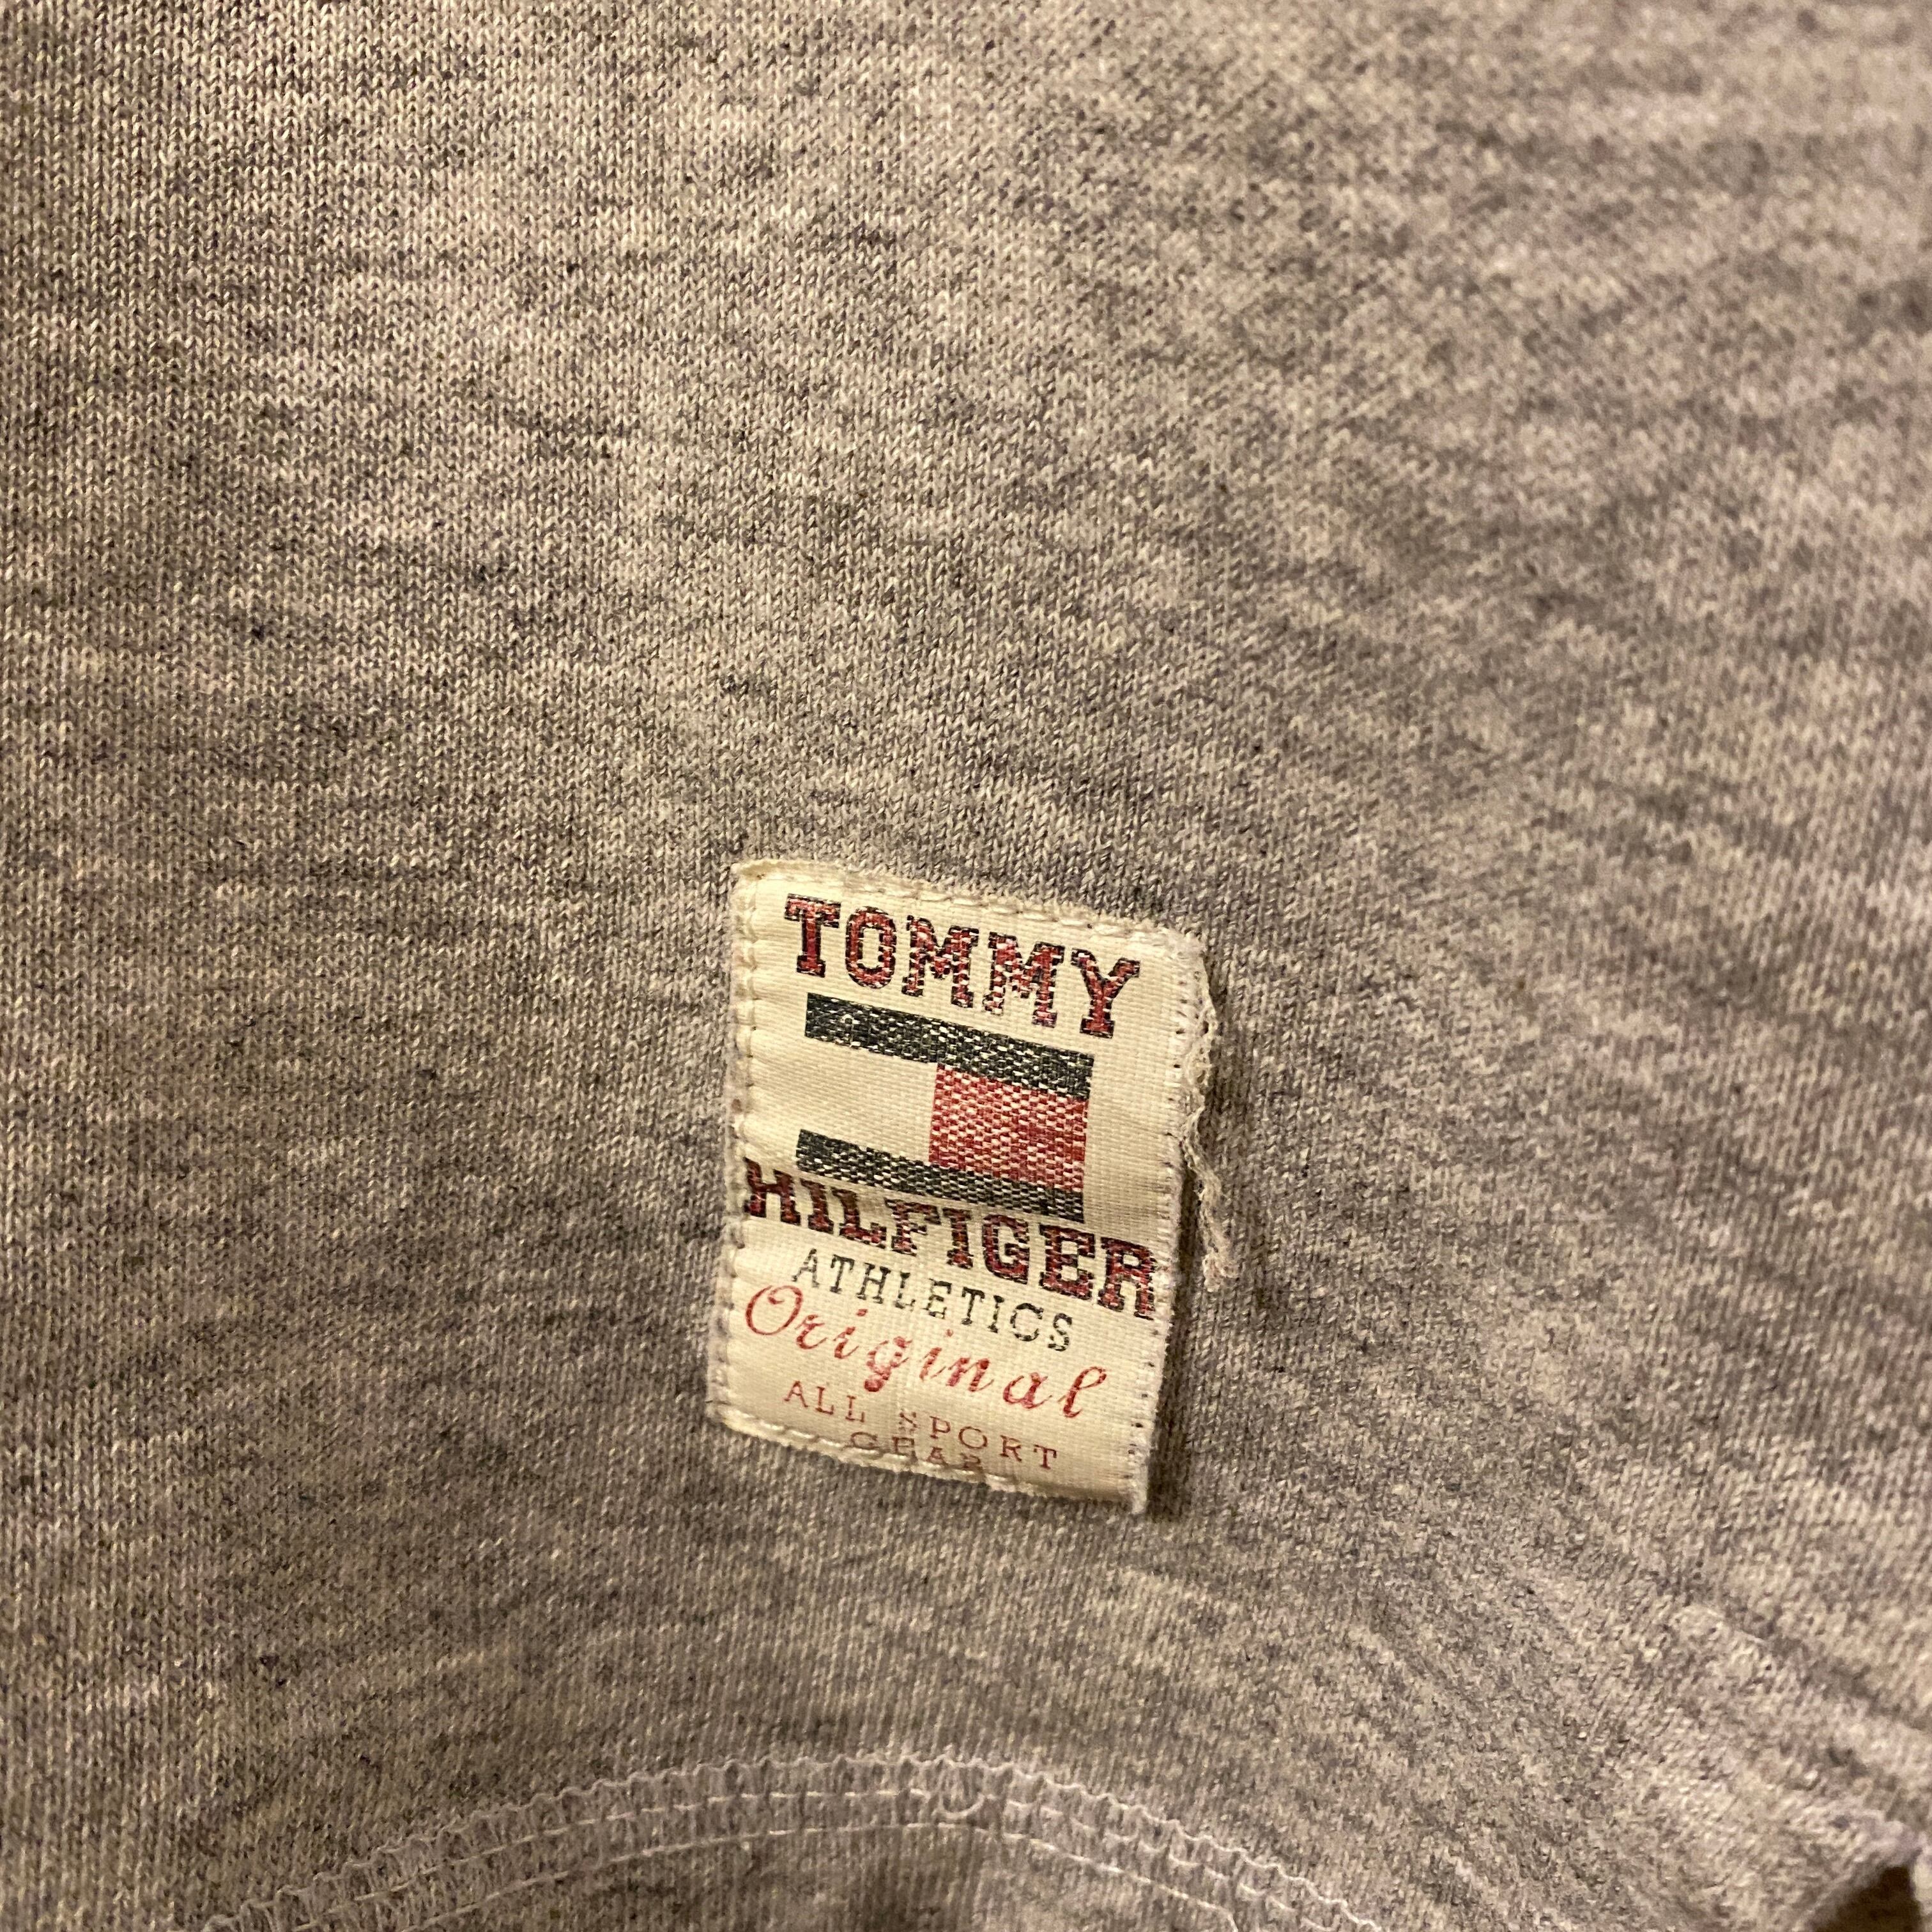 TOMMY
HILFIGER
ATHLETICS
Original
ALL SPORT
GEAR